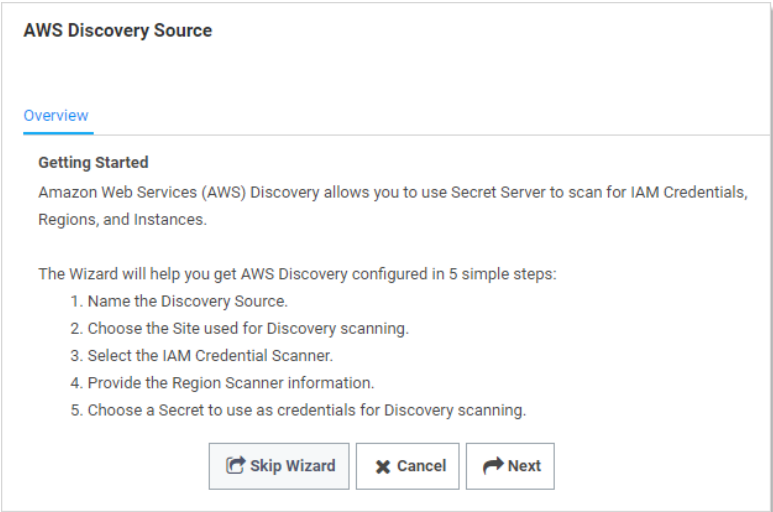 AWS Discovery Source
Overview
Getting Started
Amazon Web Services (AWS) Discovery allows you to use Secret Server to scan for IAM Credentials,
Regions, and Instances.
The Wizard will help you get AWS Discovery configured in 5 simple steps:
1. Name the Discovery Source.
2. Choose the Site used for Discovery scanning.
3. Select the IAM Credential Scanner.
4. Provide the Region Scanner information.
5. Choose a Secret to use as credentials for Discovery scanning.
Skip Wizard Cancel Next